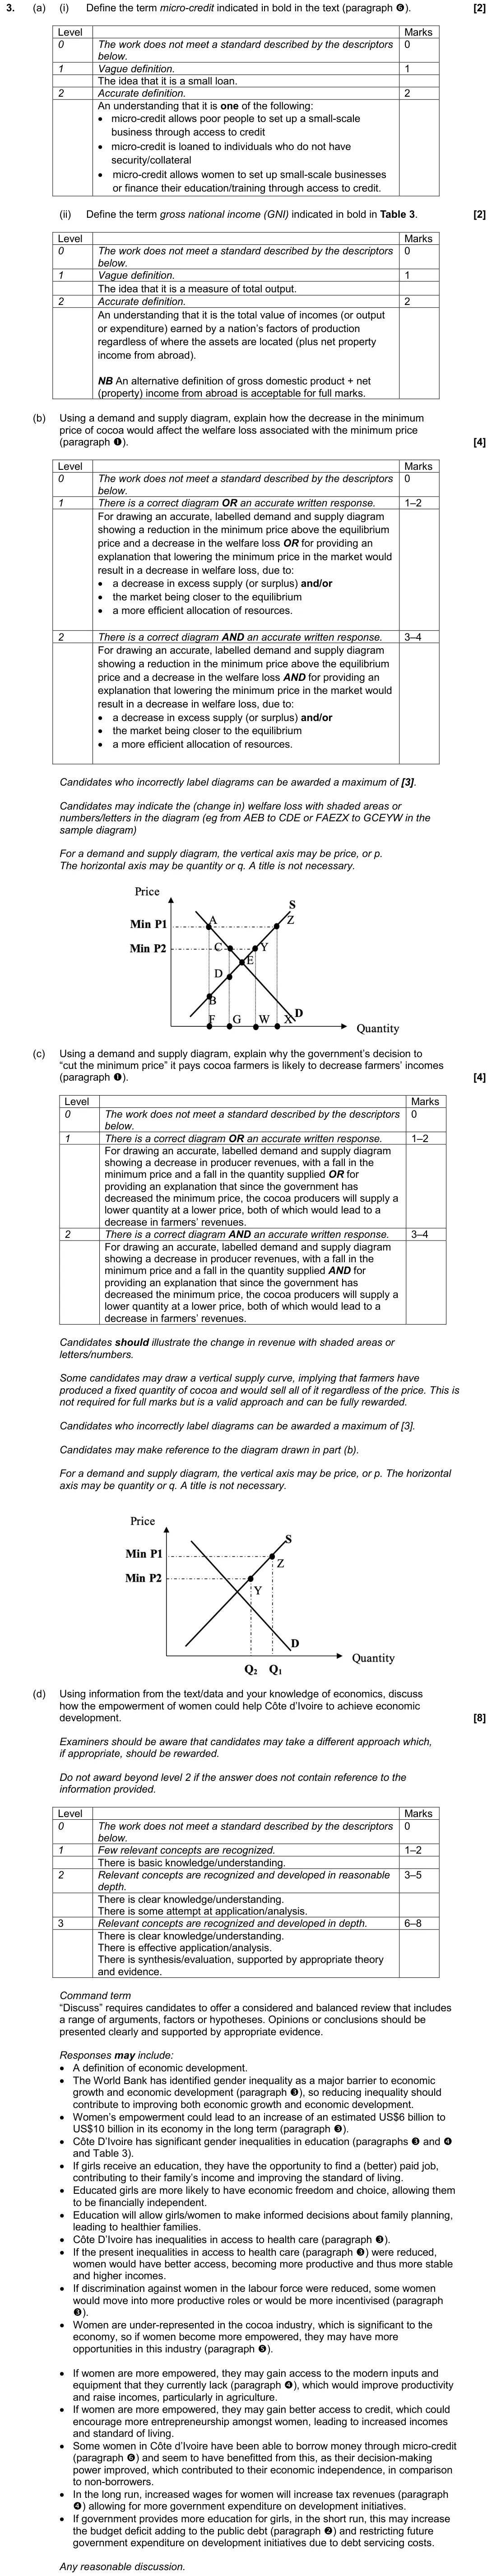 3. (a) (i) Define the term micro-credit indicated in bold in the text (paragraph ❻). [2]
Level Marks
0 The work does not meet a standard described by the descriptors 0
below.
1 Vague definition. 1
The idea that it is a small loan.
2 Accurate definition. 2
An understanding that it is one of the following:
• micro-credit allows poor people to set up a small-scale
business through access to credit
• micro-credit is loaned to individuals who do not have
security/collateral
• micro-credit allows women to set up small-scale businesses
or finance their education/training through access to credit.
(ii) Define the term gross national income (GNI) indicated in bold in Table 3. [2]
Level Marks
0 The work does not meet a standard described by the descriptors 0
below.
1 Vague definition. 1
The idea that it is a measure of total output.
2 Accurate definition. 2
An understanding that it is the total value of incomes (or output
or expenditure) earned by a nation's factors of production
regardless of where the assets are located (plus net property
income from abroad).
NB An alternative definition of gross domestic product + net
(property) income from abroad is acceptable for full marks.
(b) Using a demand and supply diagram, explain how the decrease in the minimum
price of cocoa would affect the welfare loss associated with the minimum price
(paragraph ❶). [4]
Level Marks
0 The work does not meet a standard described by the descriptors 0
below.
1 There is a correct diagram OR an accurate written response. 1–2
For drawing an accurate, labelled demand and supply diagram
showing a reduction in the minimum price above the equilibrium
price and a decrease in the welfare loss OR for providing an
explanation that lowering the minimum price in the market would
result in a decrease in welfare loss, due to:
• a decrease in excess supply (or surplus) and/or
• the market being closer to the equilibrium
• a more efficient allocation of resources.
2 There is a correct diagram AND an accurate written response. 3–4
For drawing an accurate, labelled demand and supply diagram
showing a reduction in the minimum price above the equilibrium
price and a decrease in the welfare loss AND for providing an
explanation that lowering the minimum price in the market would
result in a decrease in welfare loss, due to:
• a decrease in excess supply (or surplus) and/or
• the market being closer to the equilibrium
• a more efficient allocation of resources.
Candidates who incorrectly label diagrams can be awarded a maximum of [3].
Candidates may indicate the (change in) welfare loss with shaded areas or
numbers/letters in the diagram (eg from AEB to CDE or FAEZX to GCEYW in the
sample diagram)
For a demand and supply diagram, the vertical axis may be price, or p.
The horizontal axis may be quantity or q. A title is not necessary.
Price
S
Min P1 A Z
Min P2 C Y
E
D
B
F G W X D
Quantity
(c) Using a demand and supply diagram, explain why the government's decision to
"cut the minimum price" it pays cocoa farmers is likely to decrease farmers' incomes
(paragraph ❶). [4]
Level Marks
0 The work does not meet a standard described by the descriptors 0
below.
1 There is a correct diagram OR an accurate written response. 1–2
For drawing an accurate, labelled demand and supply diagram
showing a decrease in producer revenues, with a fall in the
minimum price and a fall in the quantity supplied OR for
providing an explanation that since the government has
decreased the minimum price, the cocoa producers will supply a
lower quantity at a lower price, both of which would lead to a
decrease in farmers' revenues.
2 There is a correct diagram AND an accurate written response. 3–4
For drawing an accurate, labelled demand and supply diagram
showing a decrease in producer revenues, with a fall in the
minimum price and a fall in the quantity supplied AND for
providing an explanation that since the government has
decreased the minimum price, the cocoa producers will supply a
lower quantity at a lower price, both of which would lead to a
decrease in farmers' revenues.
Candidates should illustrate the change in revenue with shaded areas or
letters/numbers.
Some candidates may draw a vertical supply curve, implying that farmers have
produced a fixed quantity of cocoa and would sell all of it regardless of the price. This is
not required for full marks but is a valid approach and can be fully rewarded.
Candidates who incorrectly label diagrams can be awarded a maximum of [3].
Candidates may make reference to the diagram drawn in part (b).
For a demand and supply diagram, the vertical axis may be price, or p. The horizontal
axis may be quantity or q. A title is not necessary.
Price
S
Min P1
Z
Min P2
Y
D
Quantity
Q₂ Q₁
(d) Using information from the text/data and your knowledge of economics, discuss
how the empowerment of women could help Côte d'Ivoire to achieve economic
development. [8]
Examiners should be aware that candidates may take a different approach which,
if appropriate, should be rewarded.
Do not award beyond level 2 if the answer does not contain reference to the
information provided.
Level Marks
0 The work does not meet a standard described by the descriptors 0
below.
1 Few relevant concepts are recognized. 1–2
There is basic knowledge/understanding.
2 Relevant concepts are recognized and developed in reasonable 3–5
depth.
There is clear knowledge/understanding.
There is some attempt at application/analysis.
3 Relevant concepts are recognized and developed in depth. 6–8
There is clear knowledge/understanding.
There is effective application/analysis.
There is synthesis/evaluation, supported by appropriate theory
and evidence.
Command term
"Discuss" requires candidates to offer a considered and balanced review that includes
a range of arguments, factors or hypotheses. Opinions or conclusions should be
presented clearly and supported by appropriate evidence.
Responses may include:
• A definition of economic development.
• The World Bank has identified gender inequality as a major barrier to economic
growth and economic development (paragraph ❸), so reducing inequality should
contribute to improving both economic growth and economic development.
• Women's empowerment could lead to an increase of an estimated US$6 billion to
US$10 billion in its economy in the long term (paragraph ❸).
• Côte D'Ivoire has significant gender inequalities in education (paragraphs ❸ and ❹
and Table 3).
• If girls receive an education, they have the opportunity to find a (better) paid job,
contributing to their family's income and improving the standard of living.
• Educated girls are more likely to have economic freedom and choice, allowing them
to be financially independent.
• Education will allow girls/women to make informed decisions about family planning,
leading to healthier families.
• Côte D'Ivoire has inequalities in access to health care (paragraph ❸).
• If the present inequalities in access to health care (paragraph ❸) were reduced,
women would have better access, becoming more productive and thus more stable
and higher incomes.
• If discrimination against women in the labour force were reduced, some women
would move into more productive roles or would be more incentivised (paragraph
❸).
• Women are under-represented in the cocoa industry, which is significant to the
economy, so if women become more empowered, they may have more
opportunities in this industry (paragraph ❺).
• If women are more empowered, they may gain access to the modern inputs and
equipment that they currently lack (paragraph ❹), which would improve productivity
and raise incomes, particularly in agriculture.
• If women are more empowered, they may gain better access to credit, which could
encourage more entrepreneurship amongst women, leading to increased incomes
and standard of living.
• Some women in Côte d'Ivoire have been able to borrow money through micro-credit
(paragraph ❻) and seem to have benefitted from this, as their decision-making
power improved, which contributed to their economic independence, in comparison
to non-borrowers.
• In the long run, increased wages for women will increase tax revenues (paragraph
❹) allowing for more government expenditure on development initiatives.
• If government provides more education for girls, in the short run, this may increase
the budget deficit adding to the public debt (paragraph ❷) and restricting future
government expenditure on development initiatives due to debt servicing costs.
Any reasonable discussion.